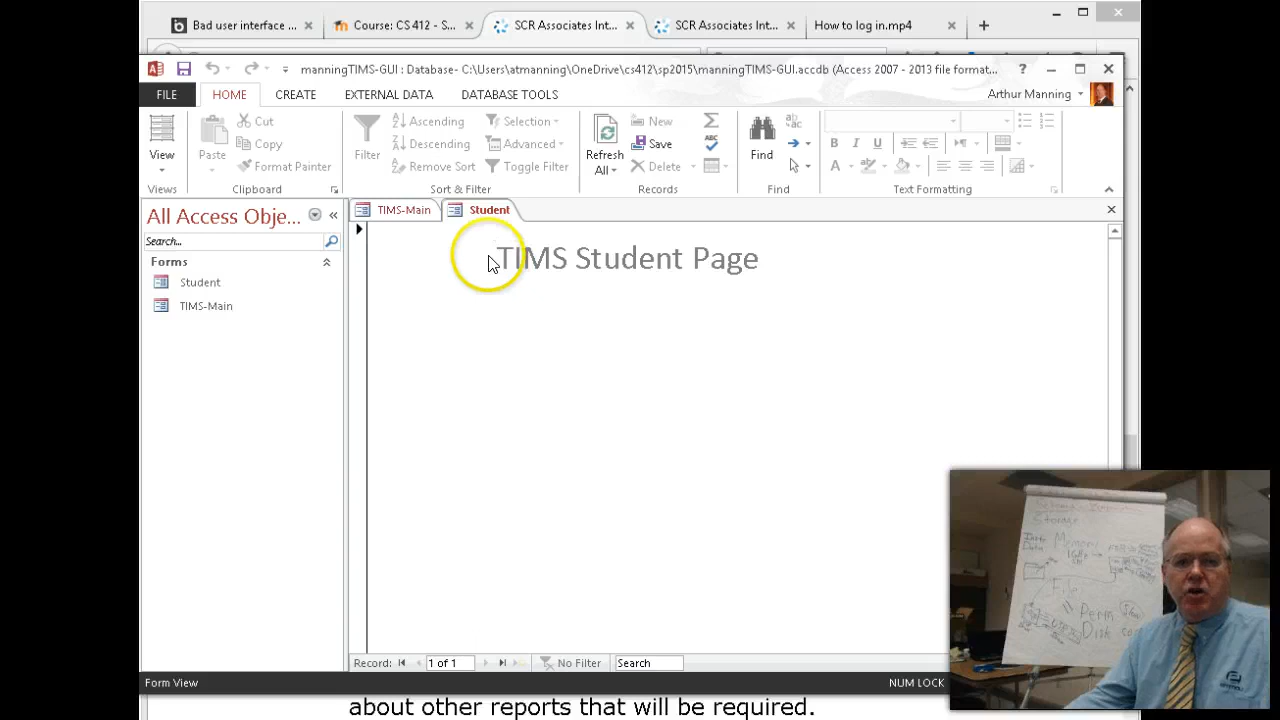 Bad user interface ...
Course: CS 412 - S...
SCR Associates Int...
SCR Associates Int...
How to log in.mp4
manningTIMS-GUI : Database- C:\Users\atmanning\OneDrive\cs412\sp2015\manningTIMS-GUI.accdb (Access 2007 - 2013 file format...
FILE HOME CREATE EXTERNAL DATA DATABASE TOOLS Arthur Manning
View
Views
Paste
Cut
Copy
Format Painter
Clipboard
Filter
Ascending
Descending
Remove Sort
Selection
Advanced
Toggle Filter
Sort & Filter
Refresh
All
New
Save
Delete
Records
Find
Find
B I U
A
Text Formatting
All Access Obje...
Search...
Forms
Student
TIMS-Main
TIMS-Main
Student
TIMS Student Page
Storage
Memory
Disk
Record: 1 of 1 No Filter Search
Form View NUM LOCK
about other reports that will be required.